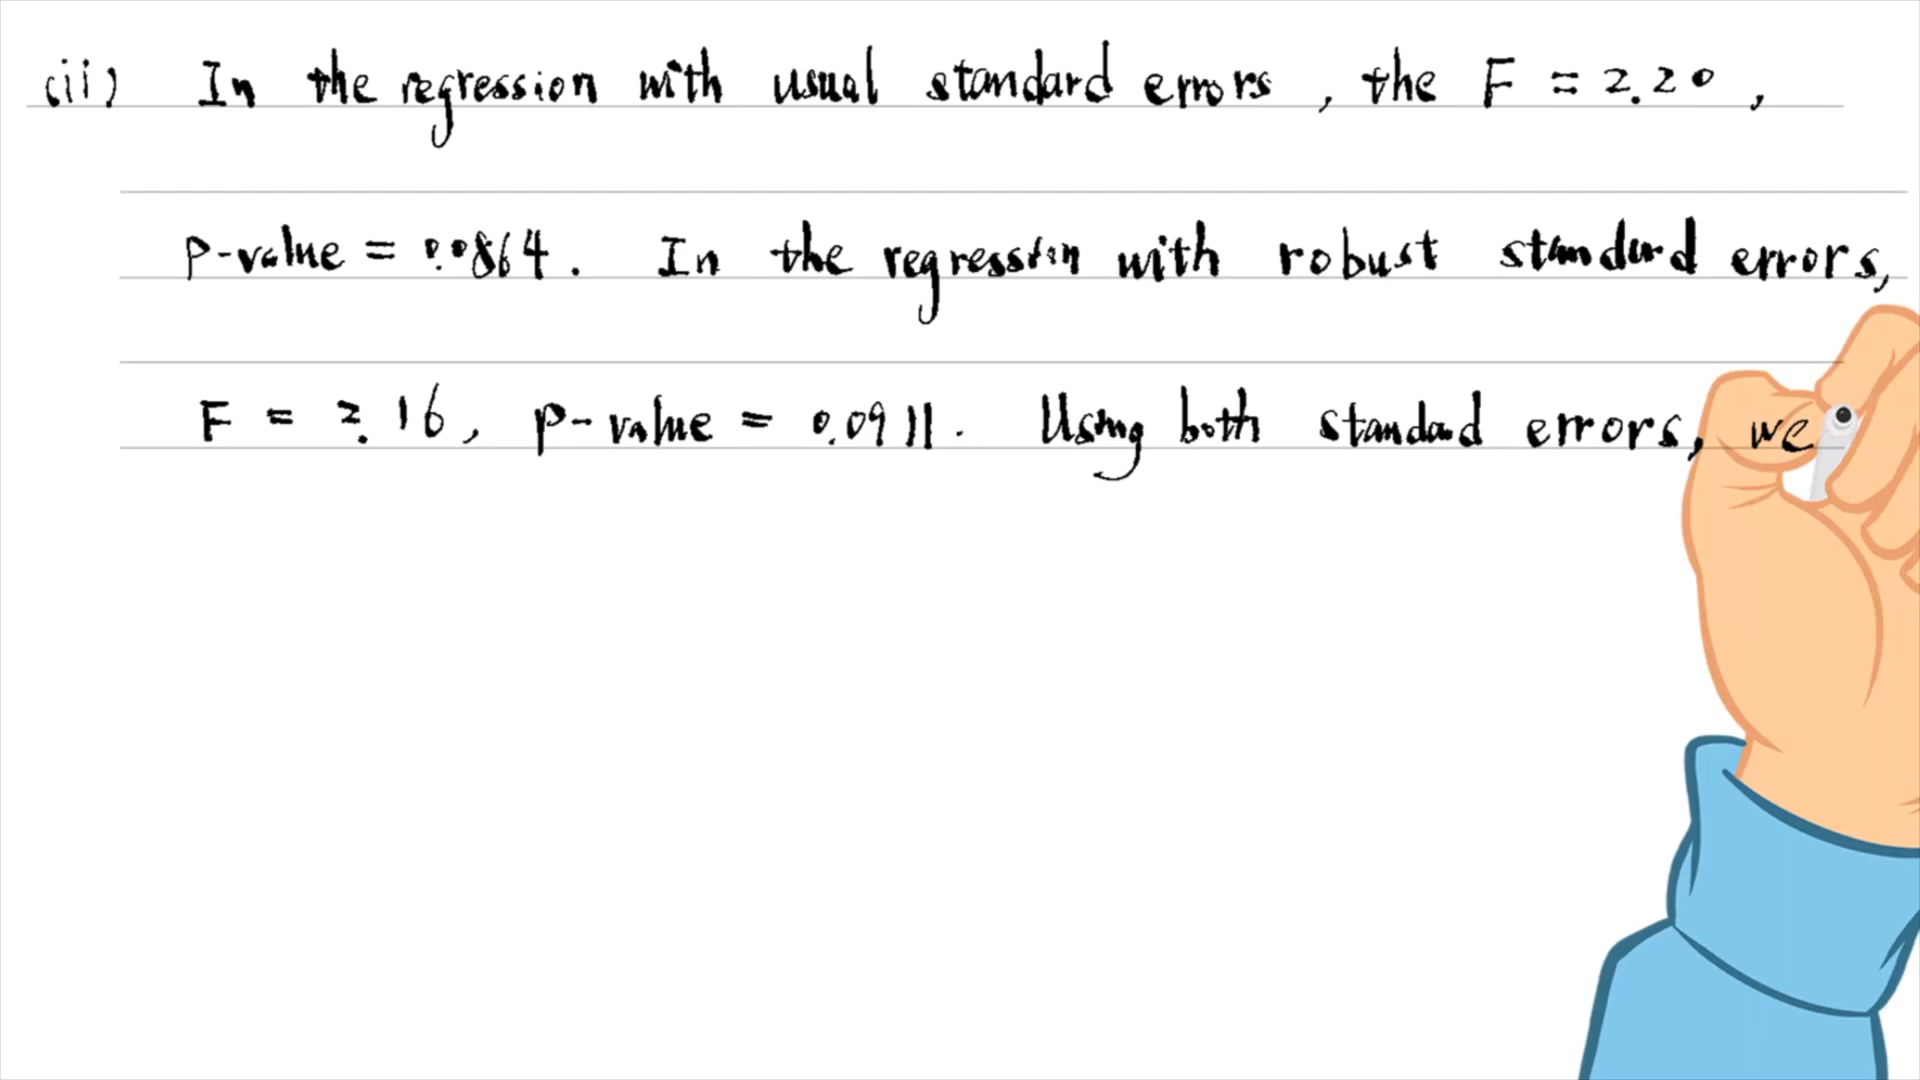 (ii) In the regression with usual standard errors, the F = 2.20,
p-value = 0.0864. In the regression with robust standard errors,
F = 2.16, p-value = 0.0911. Using both standard errors, we